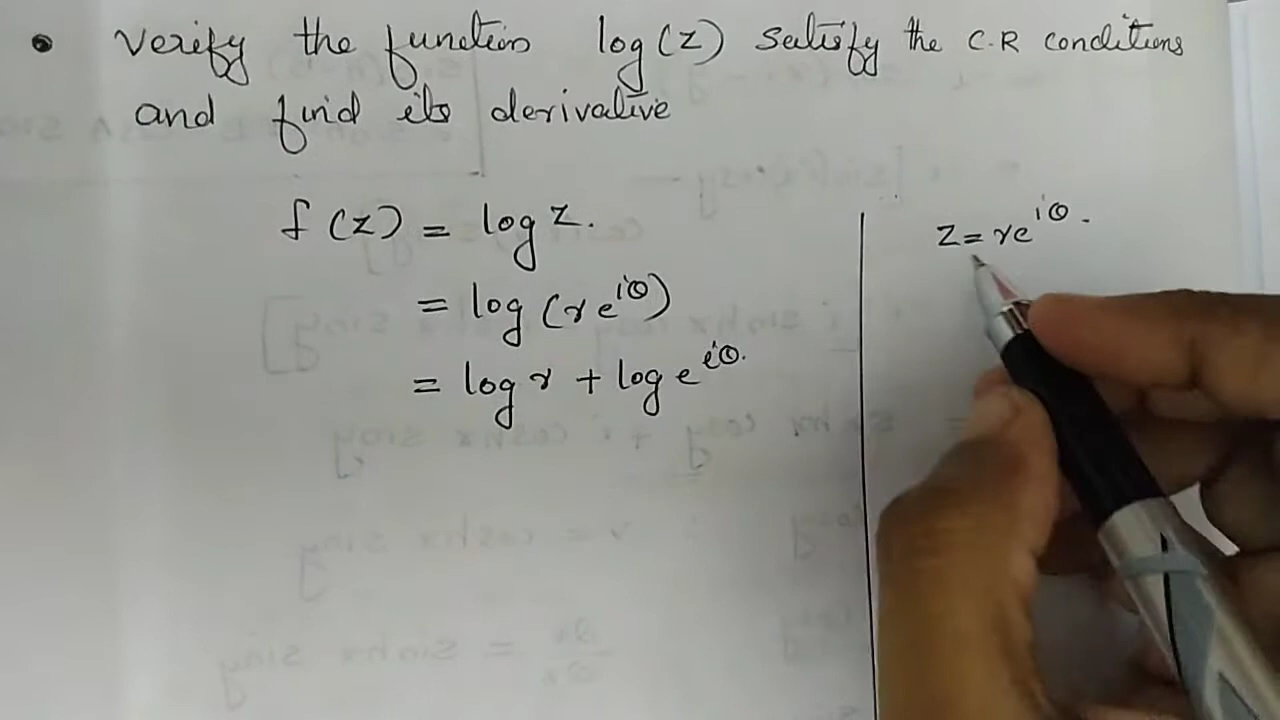 • Verify the function log(z) satisfy the C.R conditions
and find its derivative
f(z) = log z.
= log(re^{iθ})
= log r + log e^{iθ}.
z = re^{iθ}.